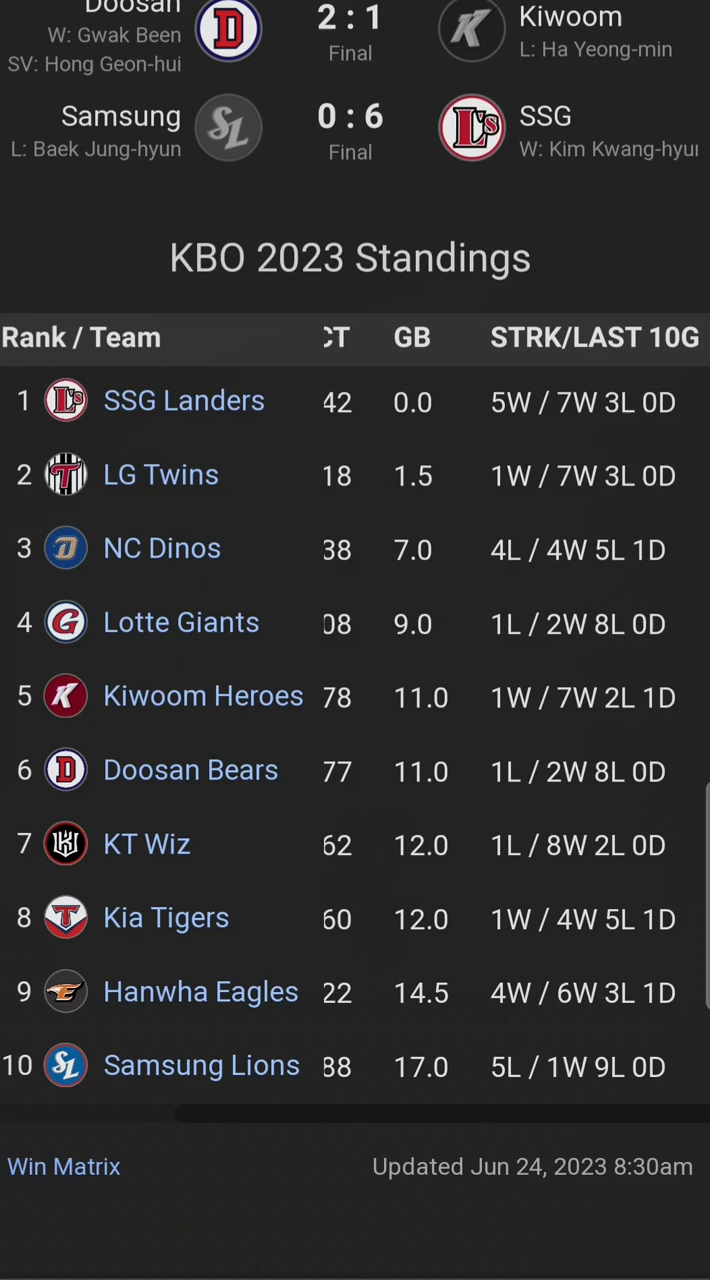 Doosan 2 : 1 Kiwoom
W: Gwak Been L: Ha Yeong-min
SV: Hong Geon-hui Final
Samsung 0 : 6 SSG
L: Baek Jung-hyun Final W: Kim Kwang-hyu
KBO 2023 Standings
Rank / Team CT GB STRK/LAST 10G
1 SSG Landers 42 0.0 5W / 7W 3L 0D
2 LG Twins 18 1.5 1W / 7W 3L 0D
3 NC Dinos 38 7.0 4L / 4W 5L 1D
4 Lotte Giants 08 9.0 1L / 2W 8L 0D
5 Kiwoom Heroes 78 11.0 1W / 7W 2L 1D
6 Doosan Bears 77 11.0 1L / 2W 8L 0D
7 KT Wiz 62 12.0 1L / 8W 2L 0D
8 Kia Tigers 60 12.0 1W / 4W 5L 1D
9 Hanwha Eagles 22 14.5 4W / 6W 3L 1D
10 Samsung Lions 88 17.0 5L / 1W 9L 0D
Win Matrix Updated Jun 24, 2023 8:30am